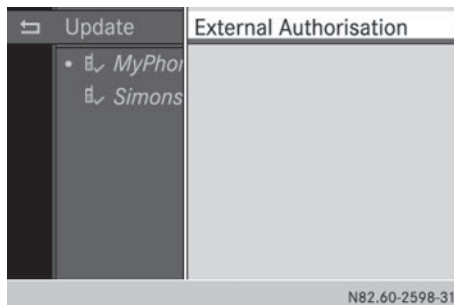 Update
External Authorisation
• MyPhor
Simons
N82.60-2598-31